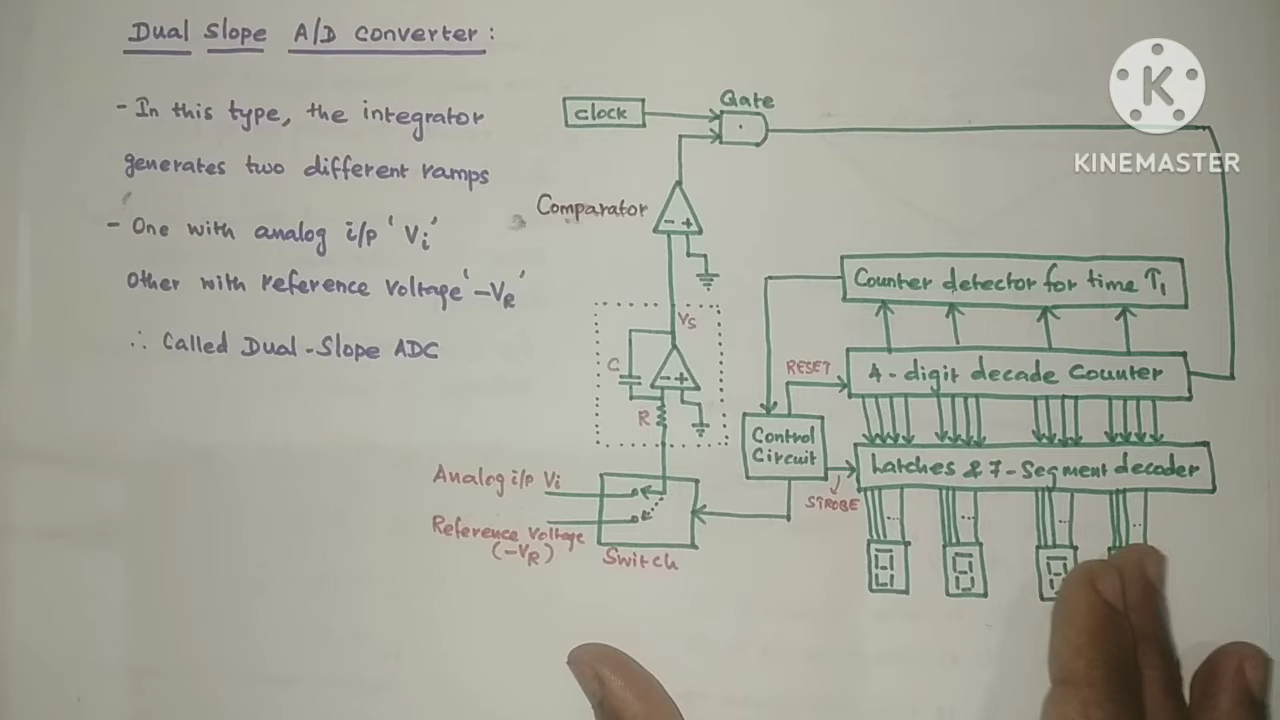 Dual Slope A/D Converter:
- In this type, the integrator
generates two different ramps
- One with analog i/p 'Vi'
Other with reference voltage '-VR'
∴ Called Dual-Slope ADC
Clock
Gate
K
KINEMASTER
Comparator
- +
Counter detector for time T1
Vs
C
- +
R
RESET
4-digit decade Counter
Control
Circuit
Latches & 7-Segment decoder
STROBE
Analog i/p Vi
Reference Voltage
(-VR)
Switch